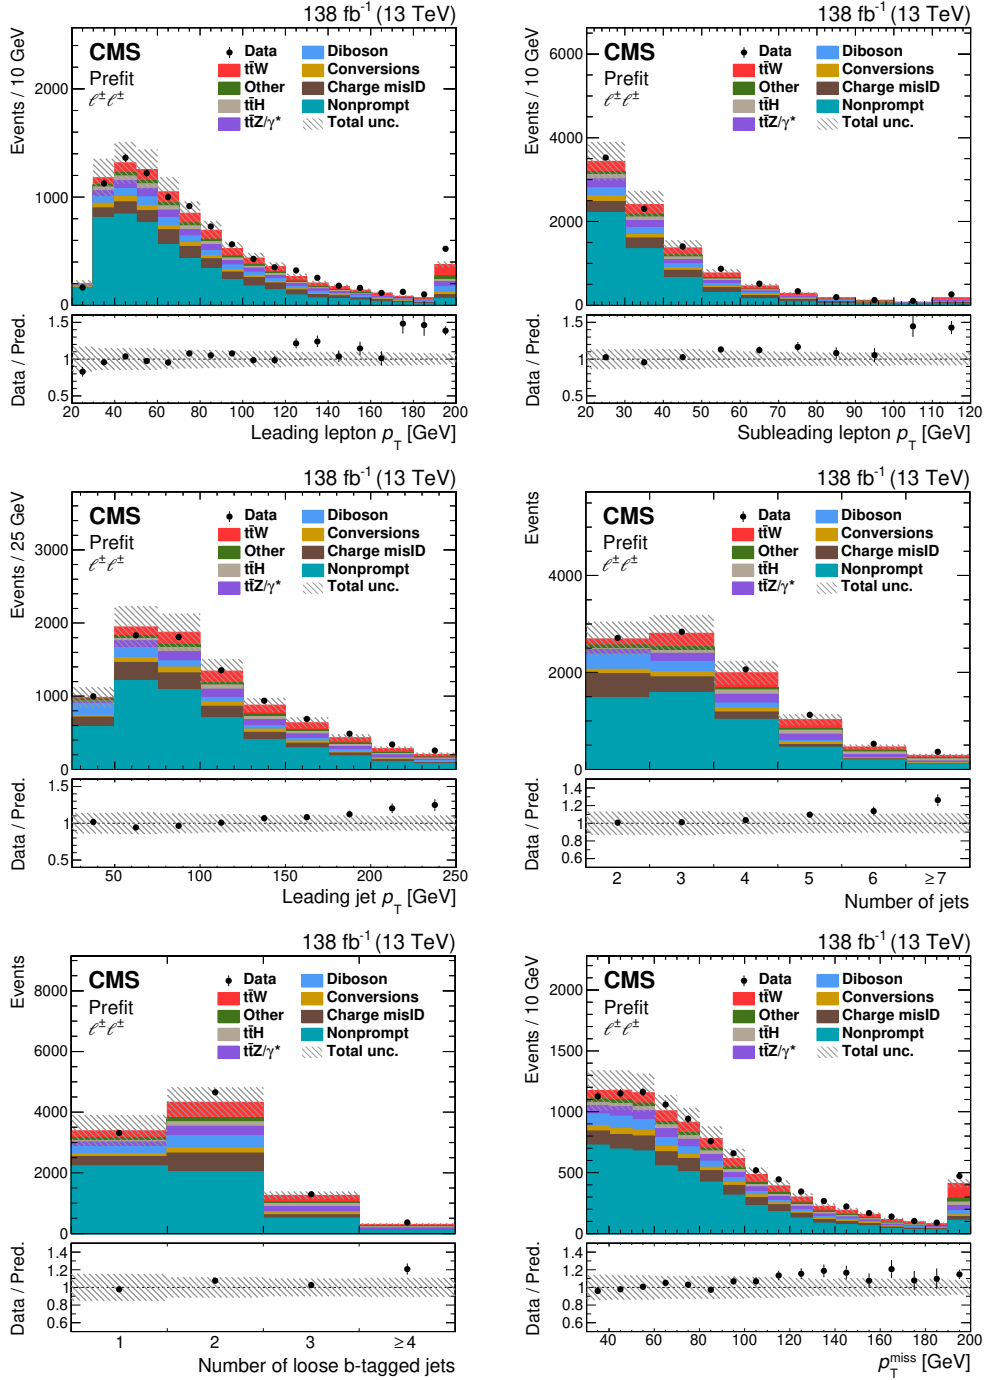 138 fb⁻¹ (13 TeV)
Events / 10 GeV
CMS
Prefit
ℓ±ℓ±
Data
tt̄W
Other
tt̄H
tt̄Z/γ*
Diboson
Conversions
Charge misID
Nonprompt
Total unc.
2000
1000
0
Data / Pred.
1.5
1
0.5
20 40 60 80 100 120 140 160 180 200
Leading lepton p_T [GeV]
138 fb⁻¹ (13 TeV)
Events / 10 GeV
CMS
Prefit
ℓ±ℓ±
Data
tt̄W
Other
tt̄H
tt̄Z/γ*
Diboson
Conversions
Charge misID
Nonprompt
Total unc.
6000
4000
2000
0
Data / Pred.
1.5
1
0.5
20 30 40 50 60 70 80 90 100 110 120
Subleading lepton p_T [GeV]
138 fb⁻¹ (13 TeV)
Events / 25 GeV
CMS
Prefit
ℓ±ℓ±
Data
tt̄W
Other
tt̄H
tt̄Z/γ*
Diboson
Conversions
Charge misID
Nonprompt
Total unc.
3000
2000
1000
0
Data / Pred.
1.5
1
0.5
50 100 150 200 250
Leading jet p_T [GeV]
138 fb⁻¹ (13 TeV)
Events
CMS
Prefit
ℓ±ℓ±
Data
tt̄W
Other
tt̄H
tt̄Z/γ*
Diboson
Conversions
Charge misID
Nonprompt
Total unc.
4000
2000
0
Data / Pred.
1.4
1.2
1
0.8
0.6
2 3 4 5 6 ≥7
Number of jets
138 fb⁻¹ (13 TeV)
Events
CMS
Prefit
ℓ±ℓ±
Data
tt̄W
Other
tt̄H
tt̄Z/γ*
Diboson
Conversions
Charge misID
Nonprompt
Total unc.
8000
6000
4000
2000
0
Data / Pred.
1.4
1.2
1
0.8
0.6
1 2 3 ≥4
Number of loose b-tagged jets
138 fb⁻¹ (13 TeV)
Events / 10 GeV
CMS
Prefit
ℓ±ℓ±
Data
tt̄W
Other
tt̄H
tt̄Z/γ*
Diboson
Conversions
Charge misID
Nonprompt
Total unc.
2000
1500
1000
500
0
Data / Pred.
1.4
1.2
1
0.8
0.6
40 60 80 100 120 140 160 180 200
p_T^miss [GeV]